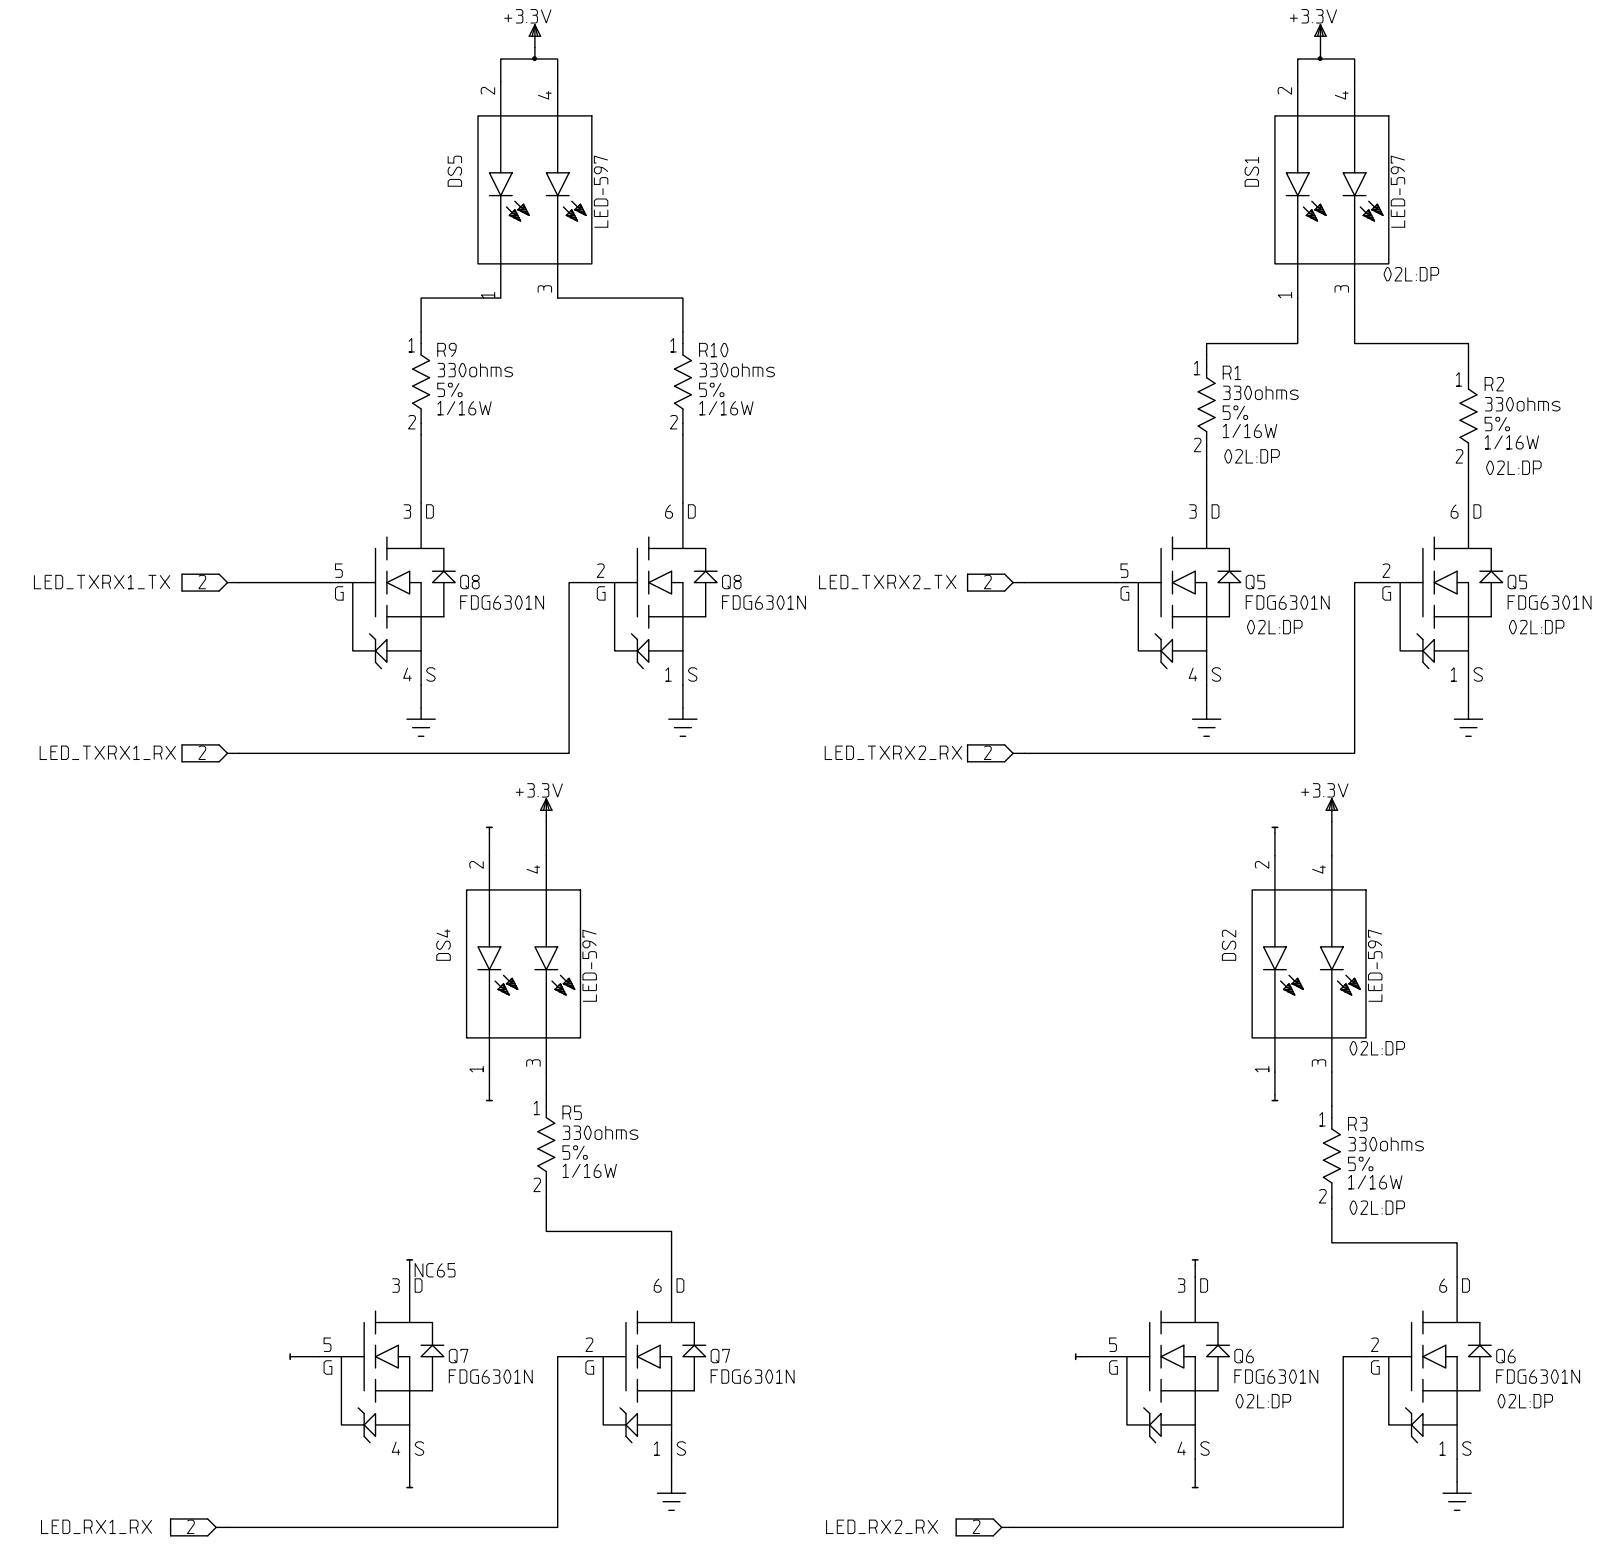 +3.3V
2
4
DS5
LED-597
1
3
1
R9
330ohms
5%
1/16W
2
1
R10
330ohms
5%
1/16W
2
3 D
6 D
LED_TXRX1_TX 2
5
G
Q8
FDG6301N
2
G
Q8
FDG6301N
4 S
1 S
LED_TXRX1_RX 2
+3.3V
2
4
DS1
LED-597
02L:DP
1
3
1
R1
330ohms
5%
1/16W
2
02L:DP
1
R2
330ohms
5%
1/16W
2
02L:DP
3 D
6 D
LED_TXRX2_TX 2
5
G
Q5
FDG6301N
02L:DP
2
G
Q5
FDG6301N
02L:DP
4 S
1 S
LED_TXRX2_RX 2
+3.3V
2
4
DS4
LED-597
1
3
1
R5
330ohms
5%
1/16W
2
NC65
3 D
6 D
5
G
Q7
FDG6301N
2
G
Q7
FDG6301N
4 S
1 S
LED_RX1_RX 2
+3.3V
2
4
DS2
LED-597
02L:DP
1
3
1
R3
330ohms
5%
1/16W
2
02L:DP
3 D
6 D
5
G
Q6
FDG6301N
02L:DP
2
G
Q6
FDG6301N
02L:DP
4 S
1 S
LED_RX2_RX 2